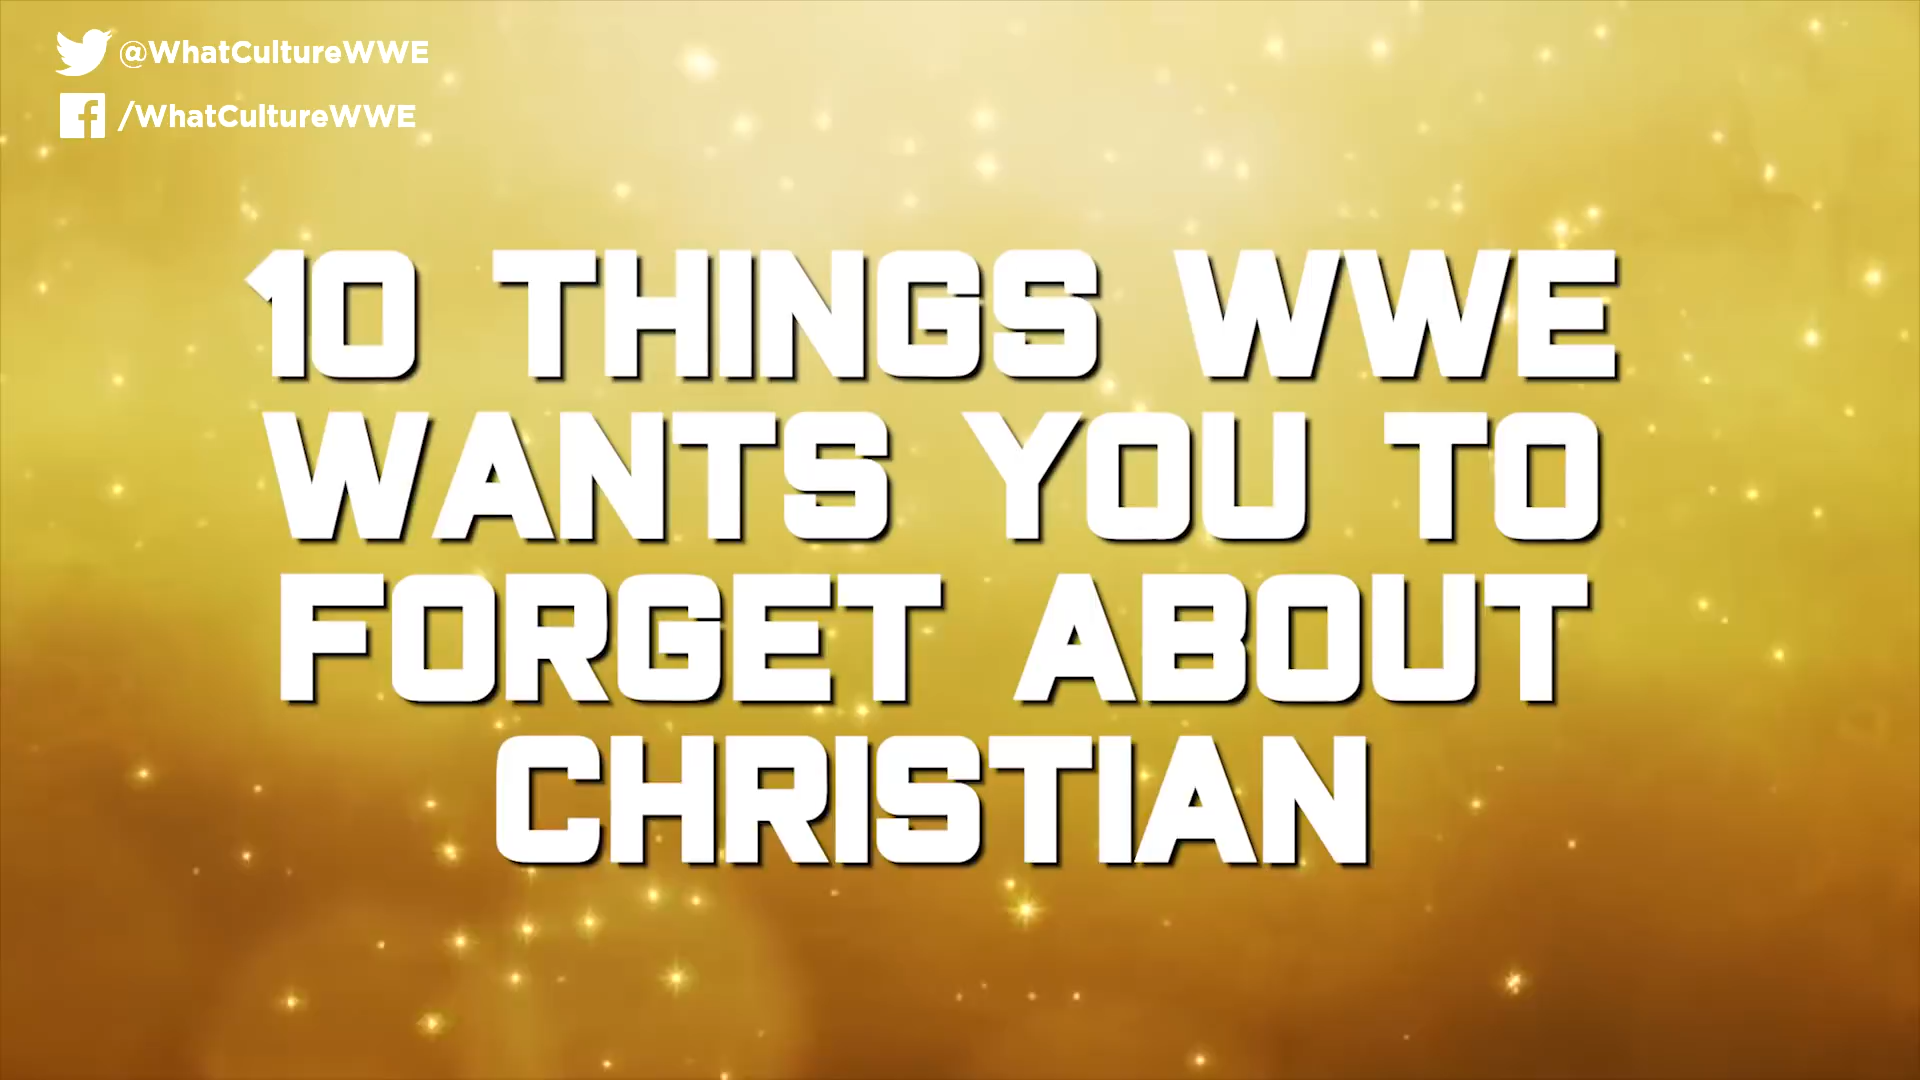 @WhatCultureWWE
/WhatCultureWWE
10 THINGS WWE
WANTS YOU TO
FORGET ABOUT
CHRISTIAN